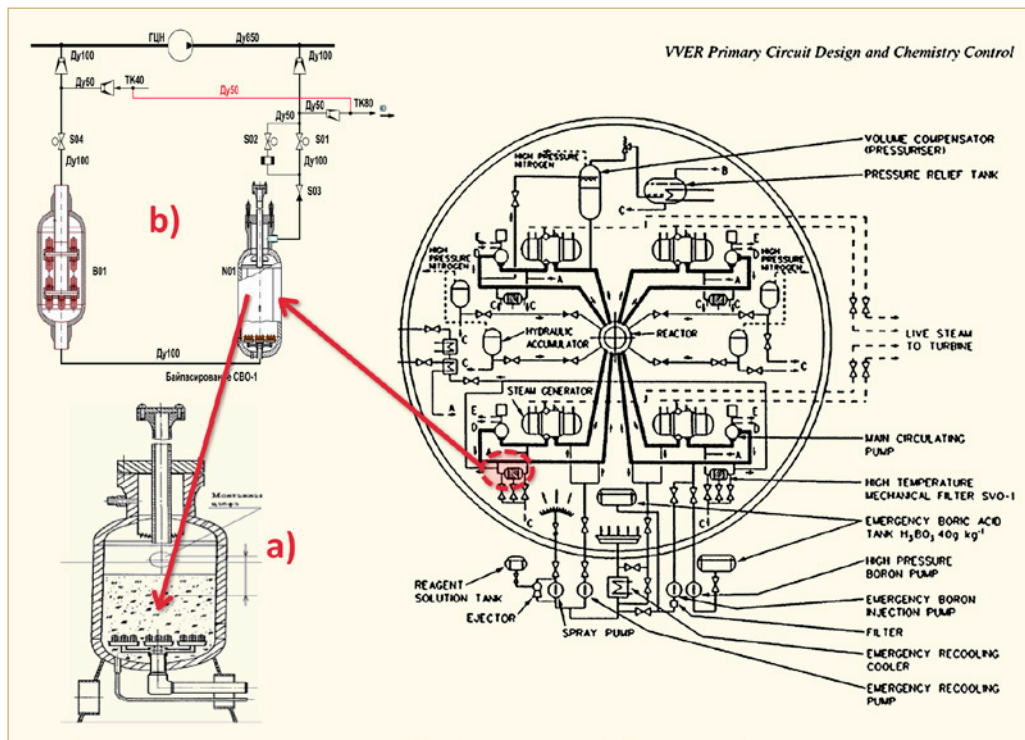 VVER Primary Circuit Design and Chemistry Control
ГЦН
Ду850
Ду100
Ду100
Ду50
ТК40
Ду50
Ду50
ТК80
Ду50
S04
S02
S01
Ду100
Ду100
S03
b)
В01
N01
Ду100
Байпасирование СВО-1
a)
HIGH PRESSURE
NITROGEN
VOLUME COMPENSATOR
(PRESSURISER)
B
PRESSURE RELIEF TANK
C
E
D
E
D
HIGH
PRESSURE
NITROGEN
HIGH
PRESSURE
NITROGEN
A
A
C
C
C
C
REACTOR
HYDRAULIC
ACCUMULATOR
C
C
LIVE STEAM
TO TURBINE
A
STEAM GENERATOR
E
D
E
D
A
A
MAIN CIRCULATING
PUMP
HIGH TEMPERATURE
MECHANICAL FILTER SVO-1
C
C
EMERGENCY BORIC ACID
TANK H₃BO₃ 40g kg⁻¹
HIGH PRESSURE
BORON PUMP
REAGENT
SOLUTION TANK
EJECTOR
SPRAY PUMP
EMERGENCY BORON
INJECTION PUMP
FILTER
EMERGENCY RECOOLING
COOLER
EMERGENCY RECOOLING
PUMP